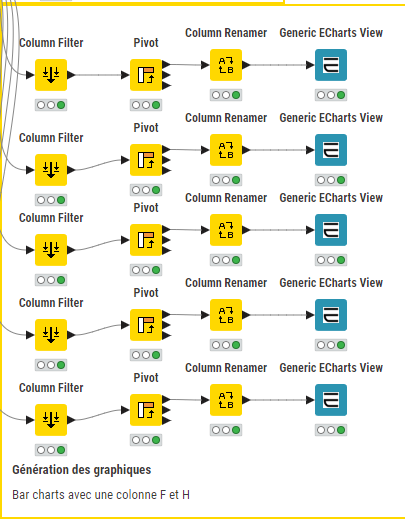 Column Filter Pivot Column Renamer Generic ECharts View
A→
L→B
Column Filter Pivot Column Renamer Generic ECharts View
A→
L→B
Column Filter Pivot Column Renamer Generic ECharts View
A→
L→B
Column Filter Pivot Column Renamer Generic ECharts View
A→
L→B
Column Filter Pivot Column Renamer Generic ECharts View
A→
L→B
Génération des graphiques
Bar charts avec une colonne F et H